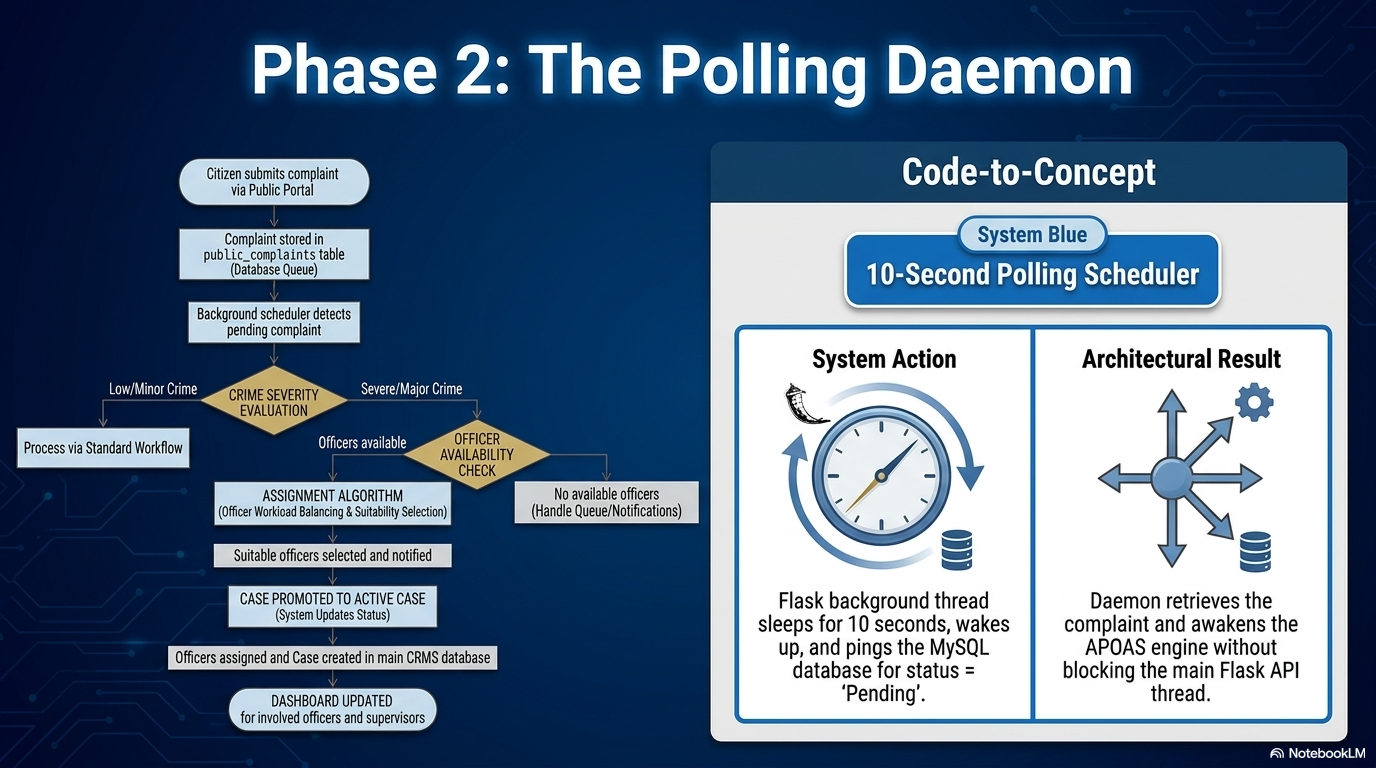 Phase 2: The Polling Daemon
Citizen submits complaint
via Public Portal
Complaint stored in
public_complaints table
(Database Queue)
Background scheduler detects
pending complaint
Low/Minor Crime
CRIME SEVERITY
EVALUATION
Severe/Major Crime
Process via Standard Workflow
Officers available
OFFICER
AVAILABILITY
CHECK
ASSIGNMENT ALGORITHM
(Officer Workload Balancing & Suitability Selection)
No available officers
(Handle Queue/Notifications)
Suitable officers selected and notified
CASE PROMOTED TO ACTIVE CASE
(System Updates Status)
Officers assigned and Case created in main CRMS database
DASHBOARD UPDATED
for involved officers and supervisors
Code-to-Concept
System Blue
10-Second Polling Scheduler
System Action
Flask background thread
sleeps for 10 seconds, wakes
up, and pings the MySQL
database for status =
‘Pending’.
Architectural Result
Daemon retrieves the
complaint and awakens the
APOAS engine without
blocking the main Flask API
thread.
NotebookLM